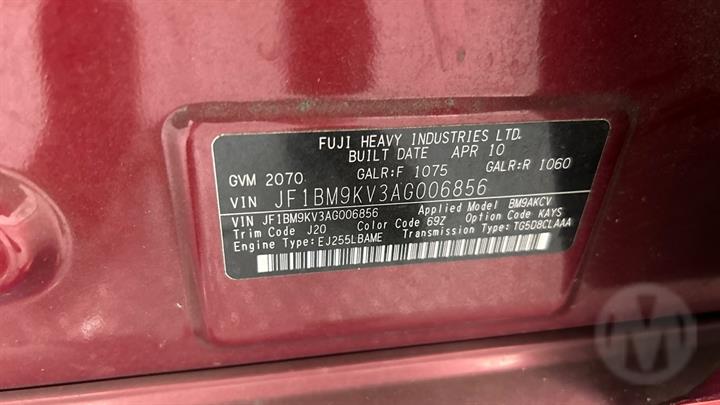 FUJI HEAVY INDUSTRIES LTD.
BUILT DATE APR 10
GVM 2070 GALR:F 1075 GALR:R 1060
VIN JF1BM9KV3AG006856
VIN JF1BM9KV3AG006856 Applied Model BM9AKCV
Trim Code J20 Color Code 69Z Option Code KAYS
Engine Type:EJ255LBAME Transmission Type:TG5D8CLAAA
M